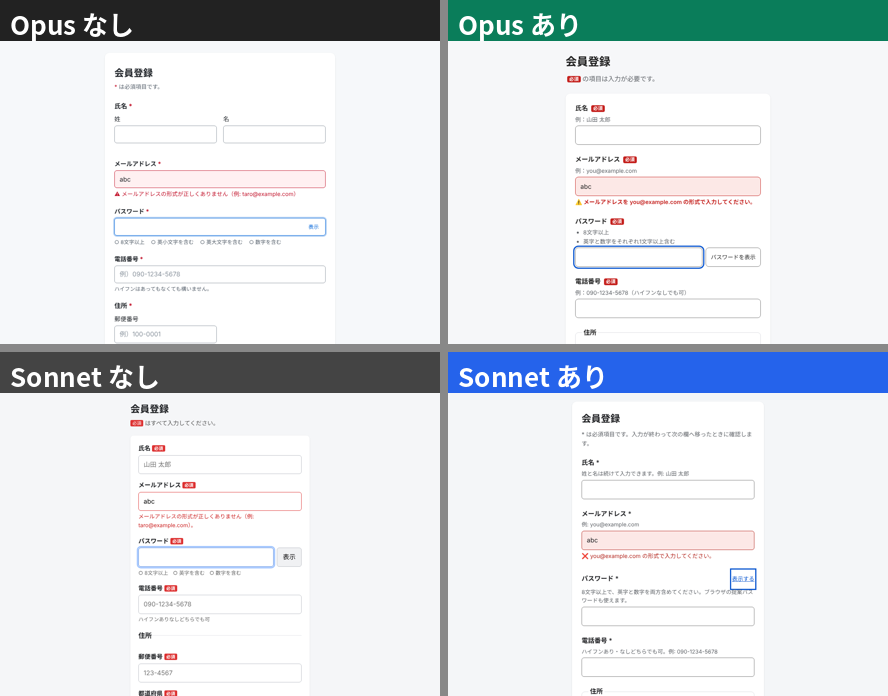 Opus なし
会員登録
* は必須項目です。
氏名 *
姓 名
メールアドレス *
abc
メールアドレスの形式が正しくありません（例: taro@example.com）
パスワード *
表示
8文字以上 英小文字を含む 英大文字を含む 数字を含む
電話番号 *
例）090-1234-5678
ハイフンはあってもなくても構いません。
住所 *
郵便番号
例）100-0001
Opus あり
会員登録
必須 の項目は入力が必要です。
氏名 必須
例：山田 太郎
メールアドレス 必須
例：you@example.com
abc
メールアドレスを you@example.com の形式で入力してください。
パスワード 必須
• 8文字以上
• 英字と数字をそれぞれ1文字以上含む
パスワードを表示
電話番号 必須
例：090-1234-5678（ハイフンなしでも可）
住所
Sonnet なし
会員登録
必須 はすべて入力してください。
氏名 必須
山田 太郎
メールアドレス 必須
abc
メールアドレスの形式が正しくありません（例:
taro@example.com）。
パスワード 必須
表示
8文字以上 英字を含む 数字を含む
電話番号 必須
090-1234-5678
ハイフンありなしどちらでも可
住所
郵便番号 必須
123-4567
都道府県 必須
Sonnet あり
会員登録
* は必須項目です。入力が終わって次の欄へ移ったときに確認しま
す。
氏名 *
姓と名は続けて入力できます。例: 山田 太郎
メールアドレス *
例: you@example.com
abc
you@example.com の形式で入力してください。
パスワード *
表示する
8文字以上で、英字と数字を両方含めてください。ブラウザの提案パス
ワードも使えます。
電話番号 *
ハイフンあり・なしどちらでも可。例: 090-1234-5678
住所